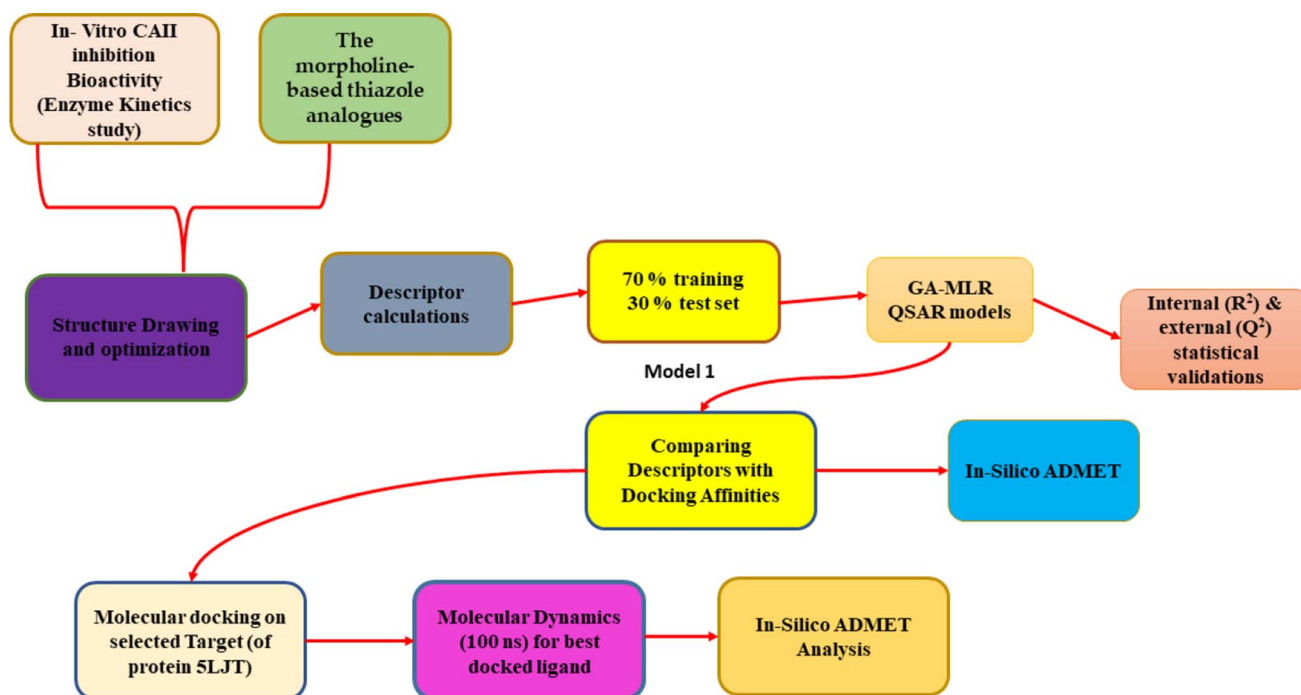 In- Vitro CAII
inhibition
Bioactivity
(Enzyme Kinetics
study)
The
morpholine-
based thiazole
analogues
Structure Drawing
and optimization
Descriptor
calculations
70 % training
30 % test set
GA-MLR
QSAR models
Internal (R²) &
external (Q²)
statistical
validations
Model 1
Comparing
Descriptors with
Docking Affinities
In-Silico ADMET
Molecular docking on
selected Target (of
protein 5LJT)
Molecular Dynamics
(100 ns) for best
docked ligand
In-Silico ADMET
Analysis